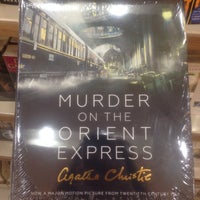 MURDER
ON THE
ORIENT
EXPRESS
Agatha Christie
NOW A MAJOR MOTION PICTURE FROM TWENTIETH CENTURY FOX